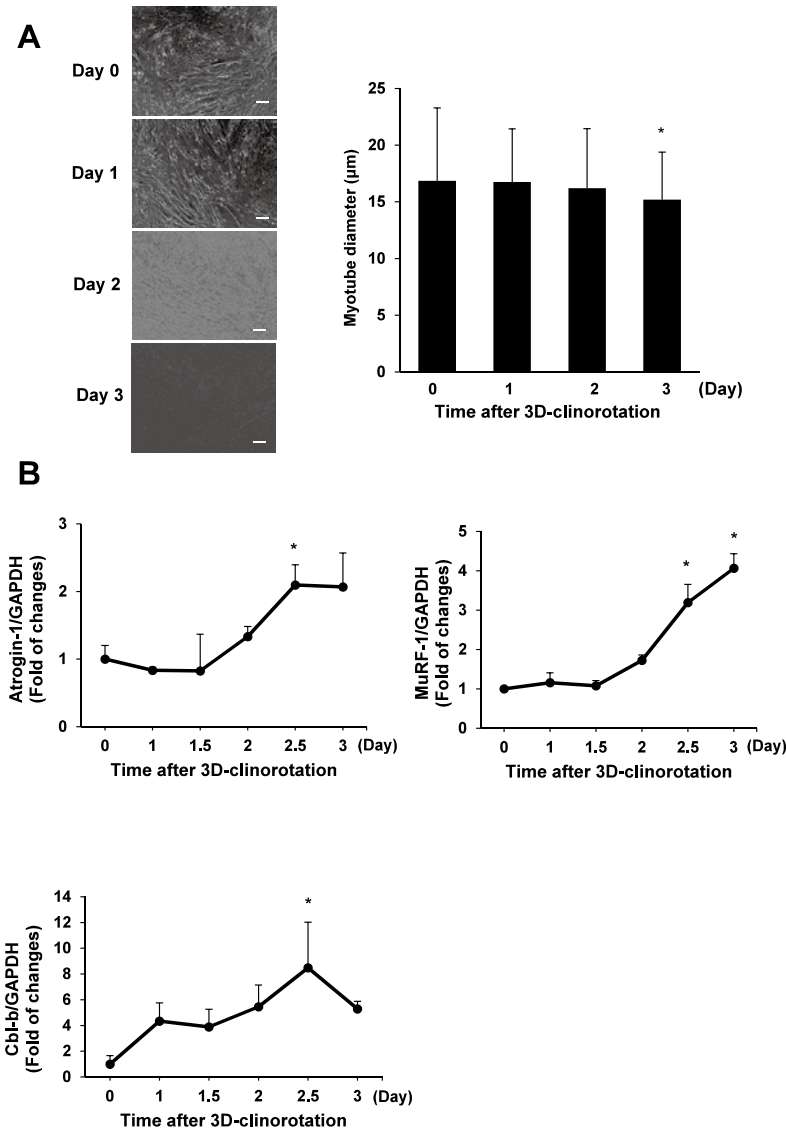 A
Day 0
Day 1
Day 2
Day 3
25
20
15
10
5
0
Myotube diameter (μm)
*
0 1 2 3 (Day)
Time after 3D-clinorotation
B
3
2
1
0
Atrogin-1/GAPDH
(Fold of changes)
*
0 1 1.5 2 2.5 3 (Day)
Time after 3D-clinorotation
5
4
3
2
1
0
MuRF-1/GAPDH
(Fold of changes)
* *
0 1 1.5 2 2.5 3 (Day)
Time after 3D-clinorotation
14
12
10
8
6
4
2
0
Cbl-b/GAPDH
(Fold of changes)
*
0 1 1.5 2 2.5 3 (Day)
Time after 3D-clinorotation